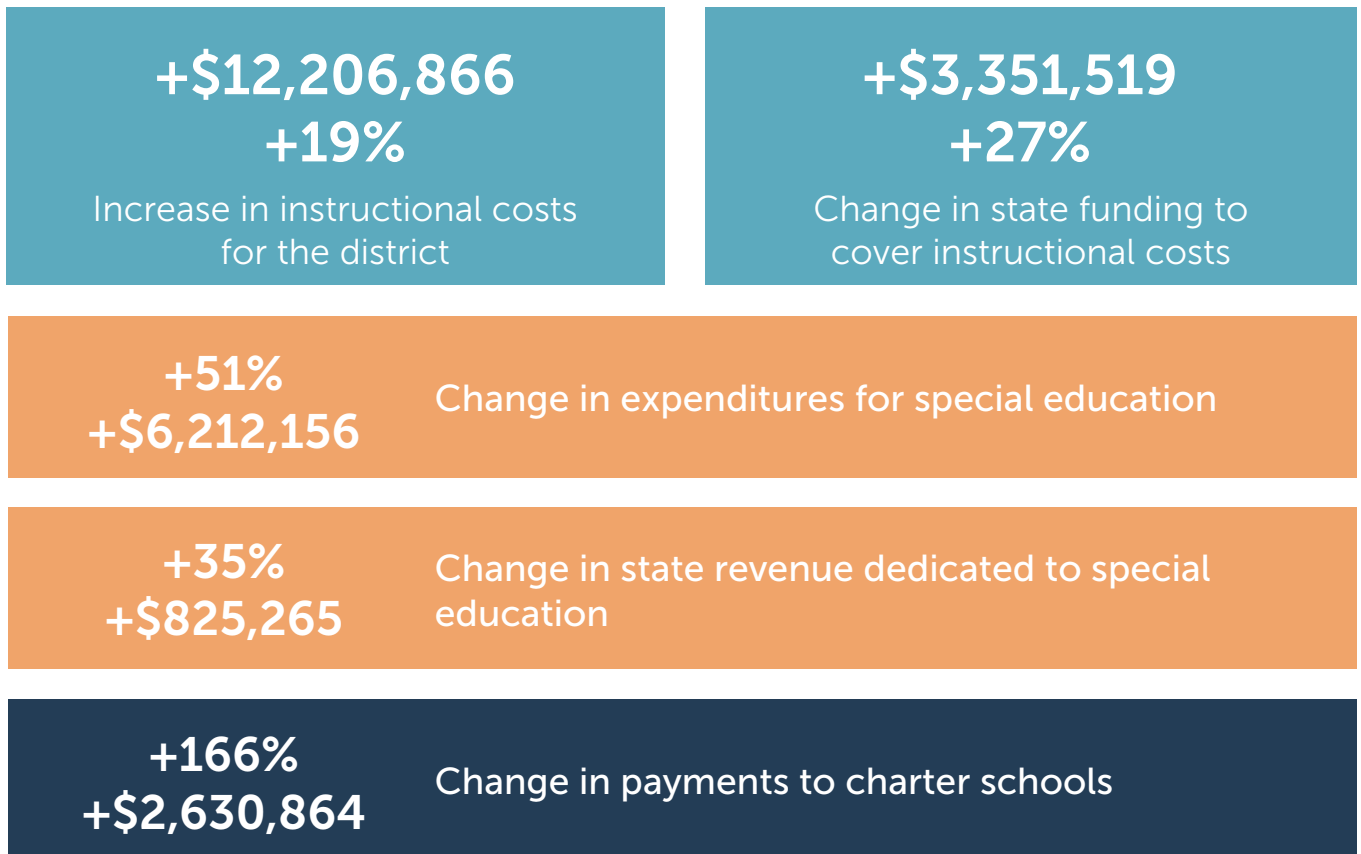 +$12,206,866
+19%
Increase in instructional costs
for the district
+$3,351,519
+27%
Change in state funding to
cover instructional costs
+51%
+$6,212,156
Change in expenditures for special education
+35%
+$825,265
Change in state revenue dedicated to special
education
+166%
+$2,630,864
Change in payments to charter schools